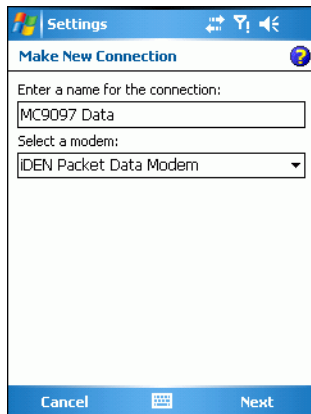 Settings
Make New Connection
Enter a name for the connection:
MC9097 Data
Select a modem:
iDEN Packet Data Modem
Cancel Next